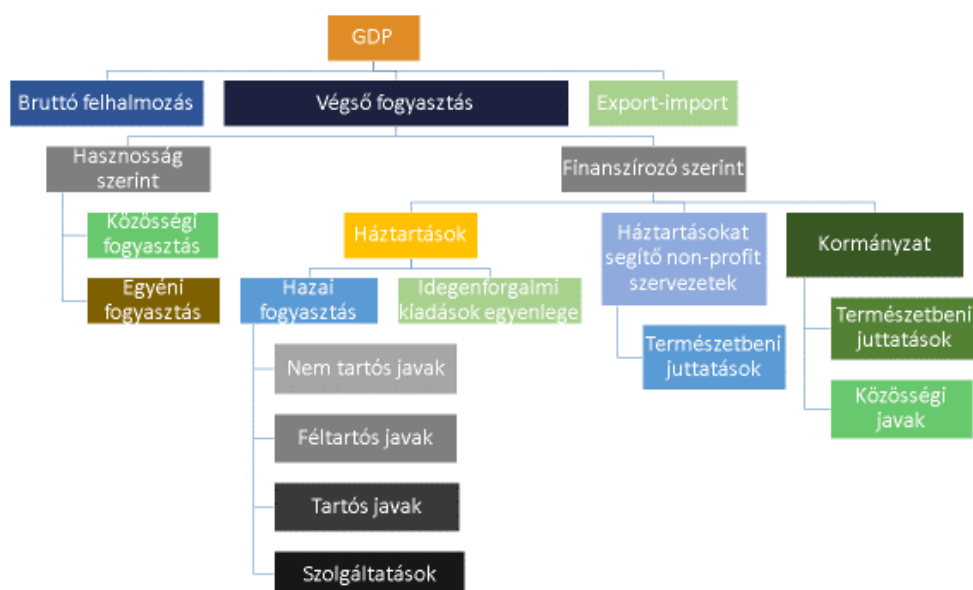 GDP
Bruttó felhalmozás
Végső fogyasztás
Export-import
Hasznosság
szerint
Finanszírozó szerint
Közösségi
fogyasztás
Egyéni
fogyasztás
Háztartások
Háztartásokat
segítő non-profit
szervezetek
Kormányzat
Hazai
fogyasztás
Idegenforgalmi
kiadások egyenlege
Természetbeni
juttatások
Természetbeni
juttatások
Közösségi
javak
Nem tartós javak
Féltartós javak
Tartós javak
Szolgáltatások